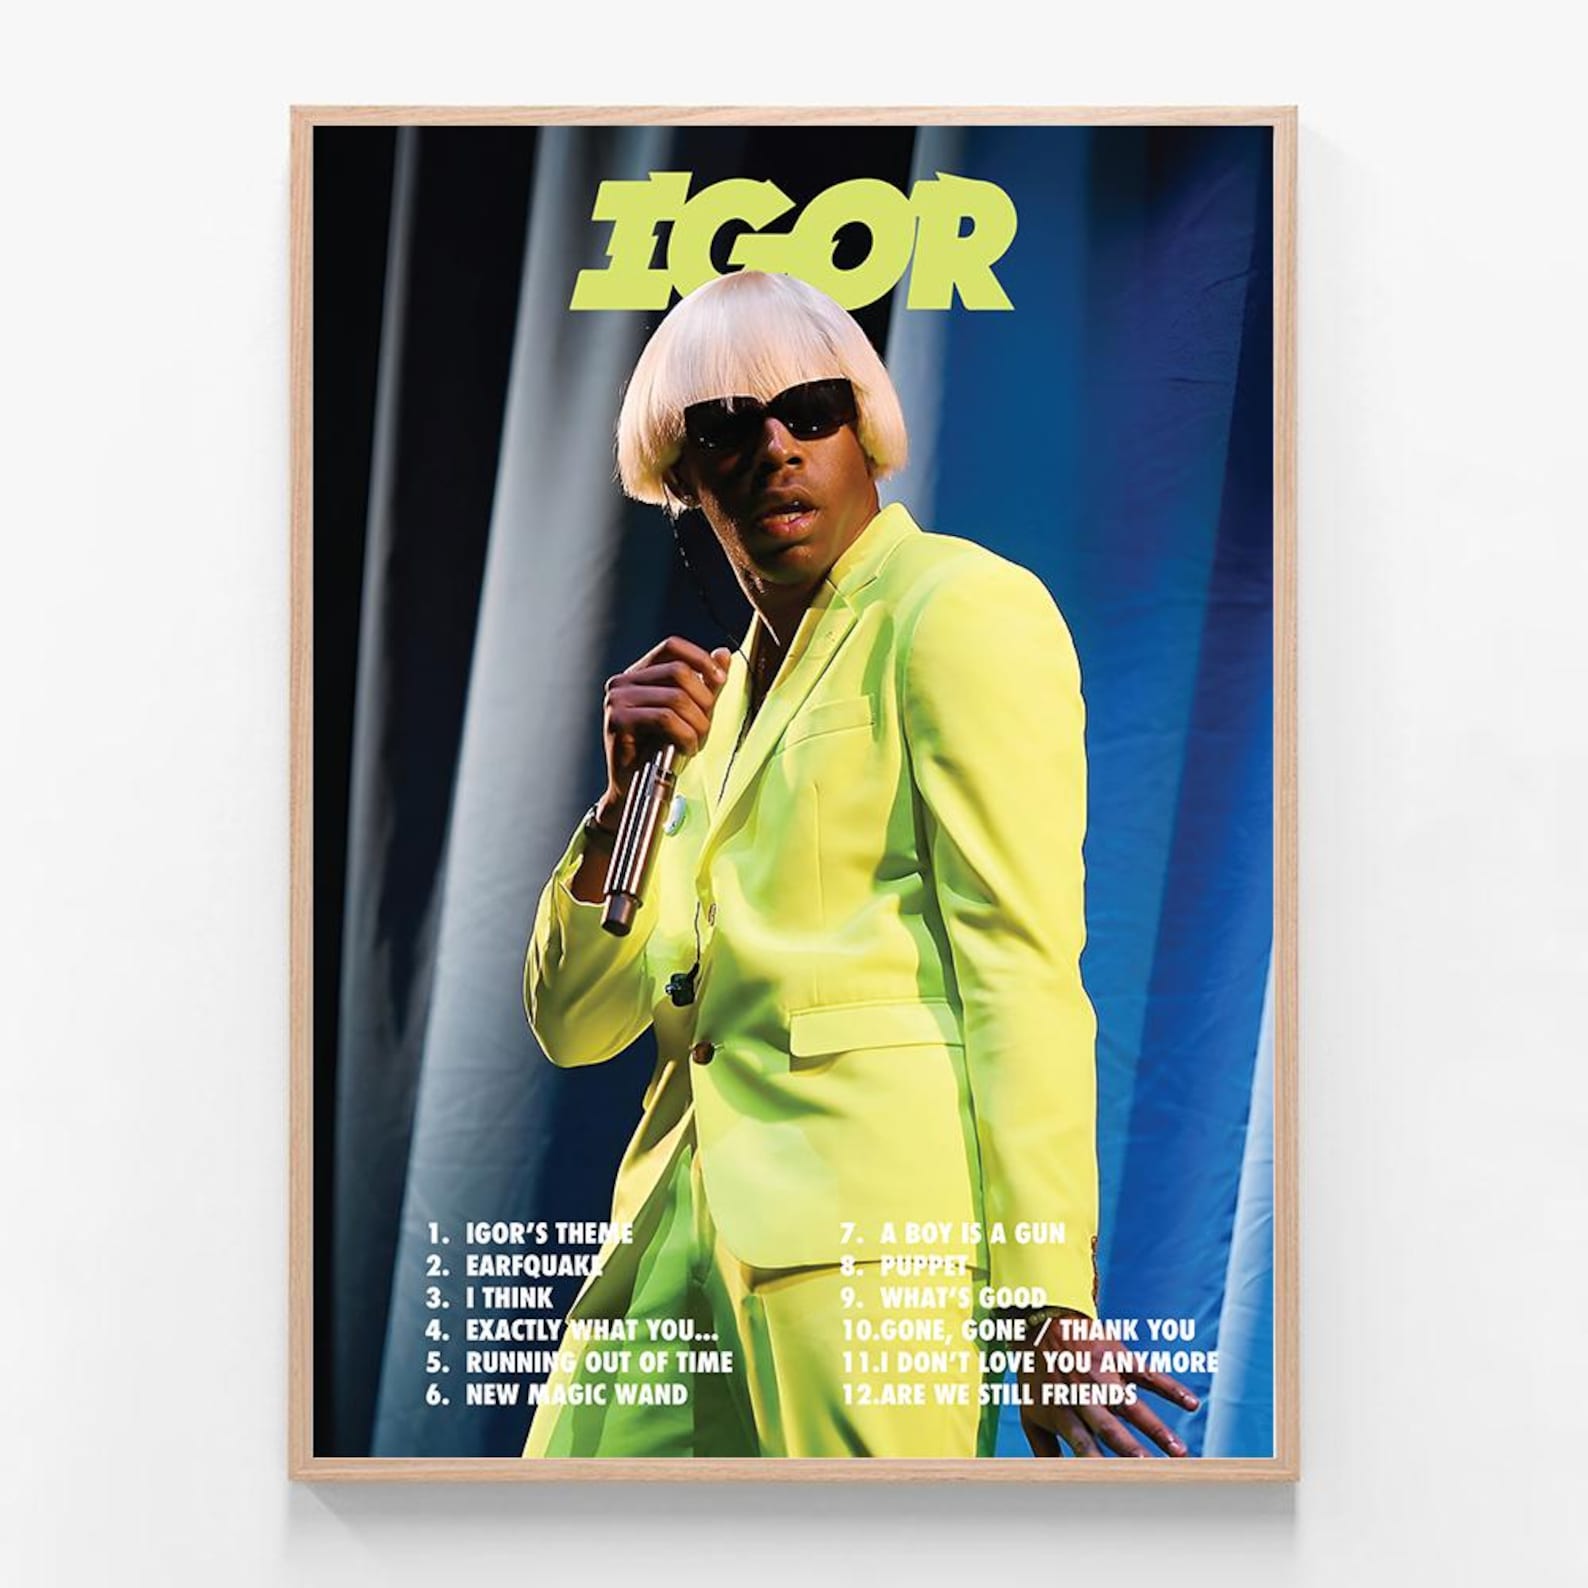 IGOR
1. IGOR'S THEME
2. EARFQUAKE
3. I THINK
4. EXACTLY WHAT YOU...
5. RUNNING OUT OF TIME
6. NEW MAGIC WAND
7. A BOY IS A GUN
8. PUPPET
9. WHAT'S GOOD
10.GONE, GONE / THANK YOU
11.I DON'T LOVE YOU ANYMORE
12.ARE WE STILL FRIENDS